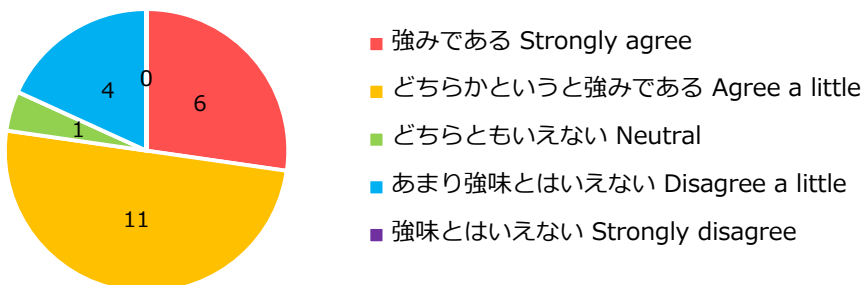 0
4
6
1
11
強みである Strongly agree
どちらかというと強みである Agree a little
どちらともいえない Neutral
あまり強味とはいえない Disagree a little
強味とはいえない Strongly disagree